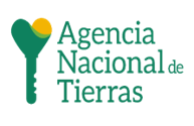 Agencia
Nacional de
Tierras